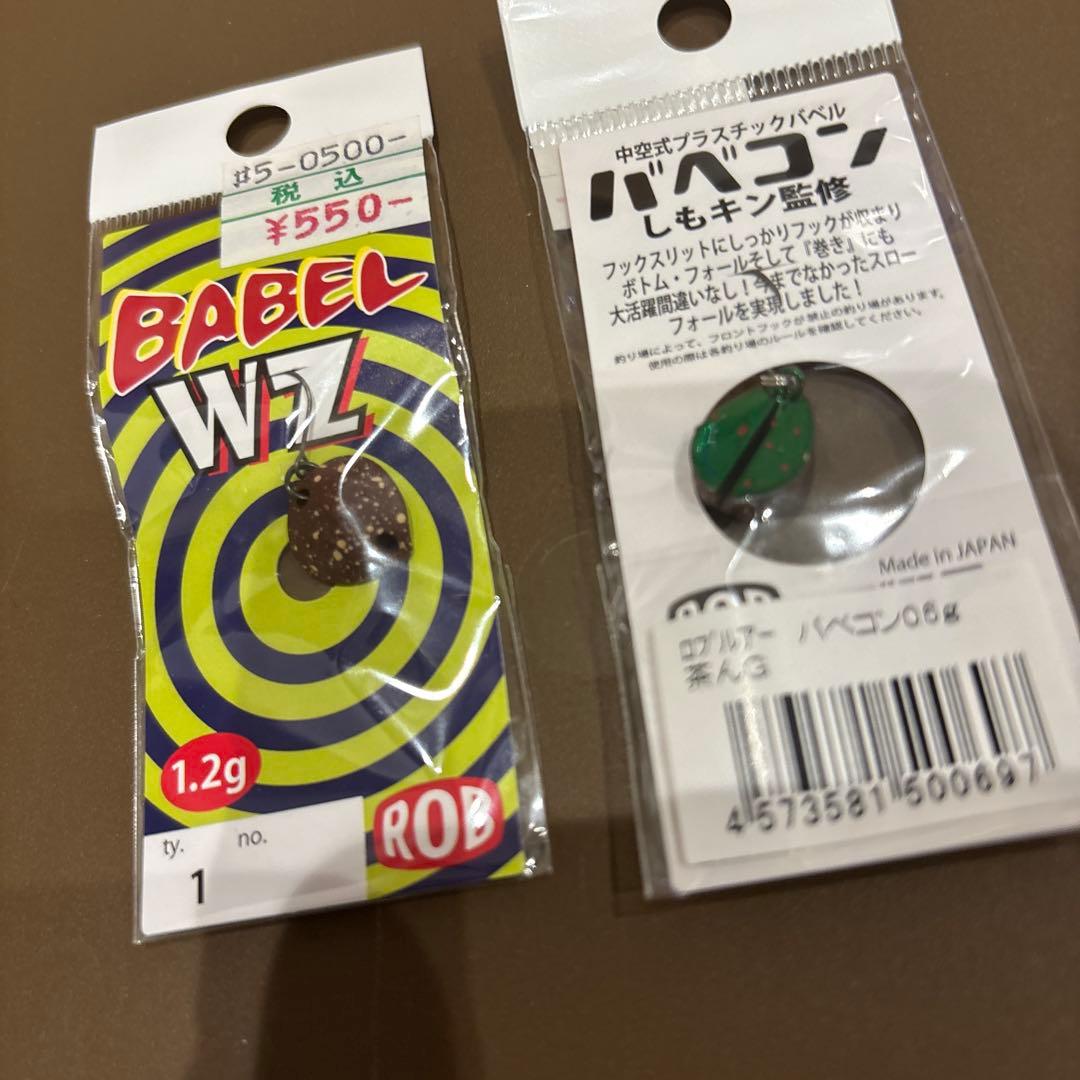 #5-0500-
税込
¥550-
BABEL
WZ
1.2g
ROB
ty. no.
1
中空式プラスチックバベル
バベコン
しもキン監修
フックスリットにしっかりフックが収まり
ボトム・フォールそして『巻き』にも
大活躍間違いなし!今までなかったスロー
フォールを実現しました!
釣り場によって、フロントフックが禁止の釣り場があります。
使用の際は各釣り場のルールを確認してください。
Made in JAPAN
ROB
ロブルアー バベコン0.6g
茶んG
4 573581 500697